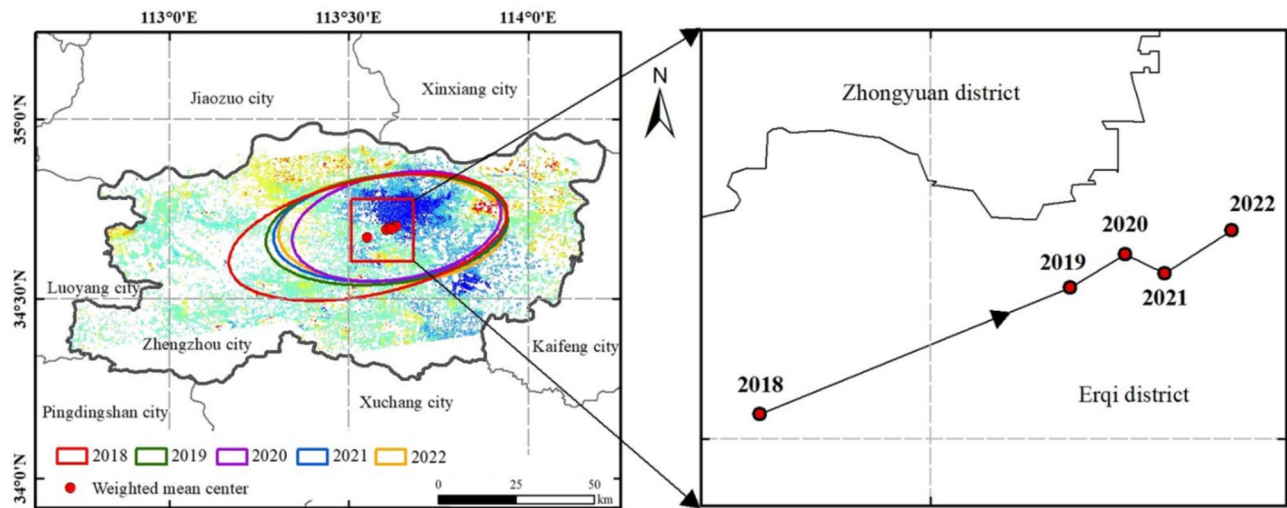 113°0'E 113°30'E 114°0'E
35°0'N
34°30'N
34°0'N
Jiaozuo city
Xinxiang city
Luoyang city
Zhengzhou city
Kaifeng city
Pingdingshan city
Xuchang city
2018 2019 2020 2021 2022
Weighted mean center
0 25 50
km
N
Zhongyuan district
2022
2020
2019
2021
2018
Erqi district